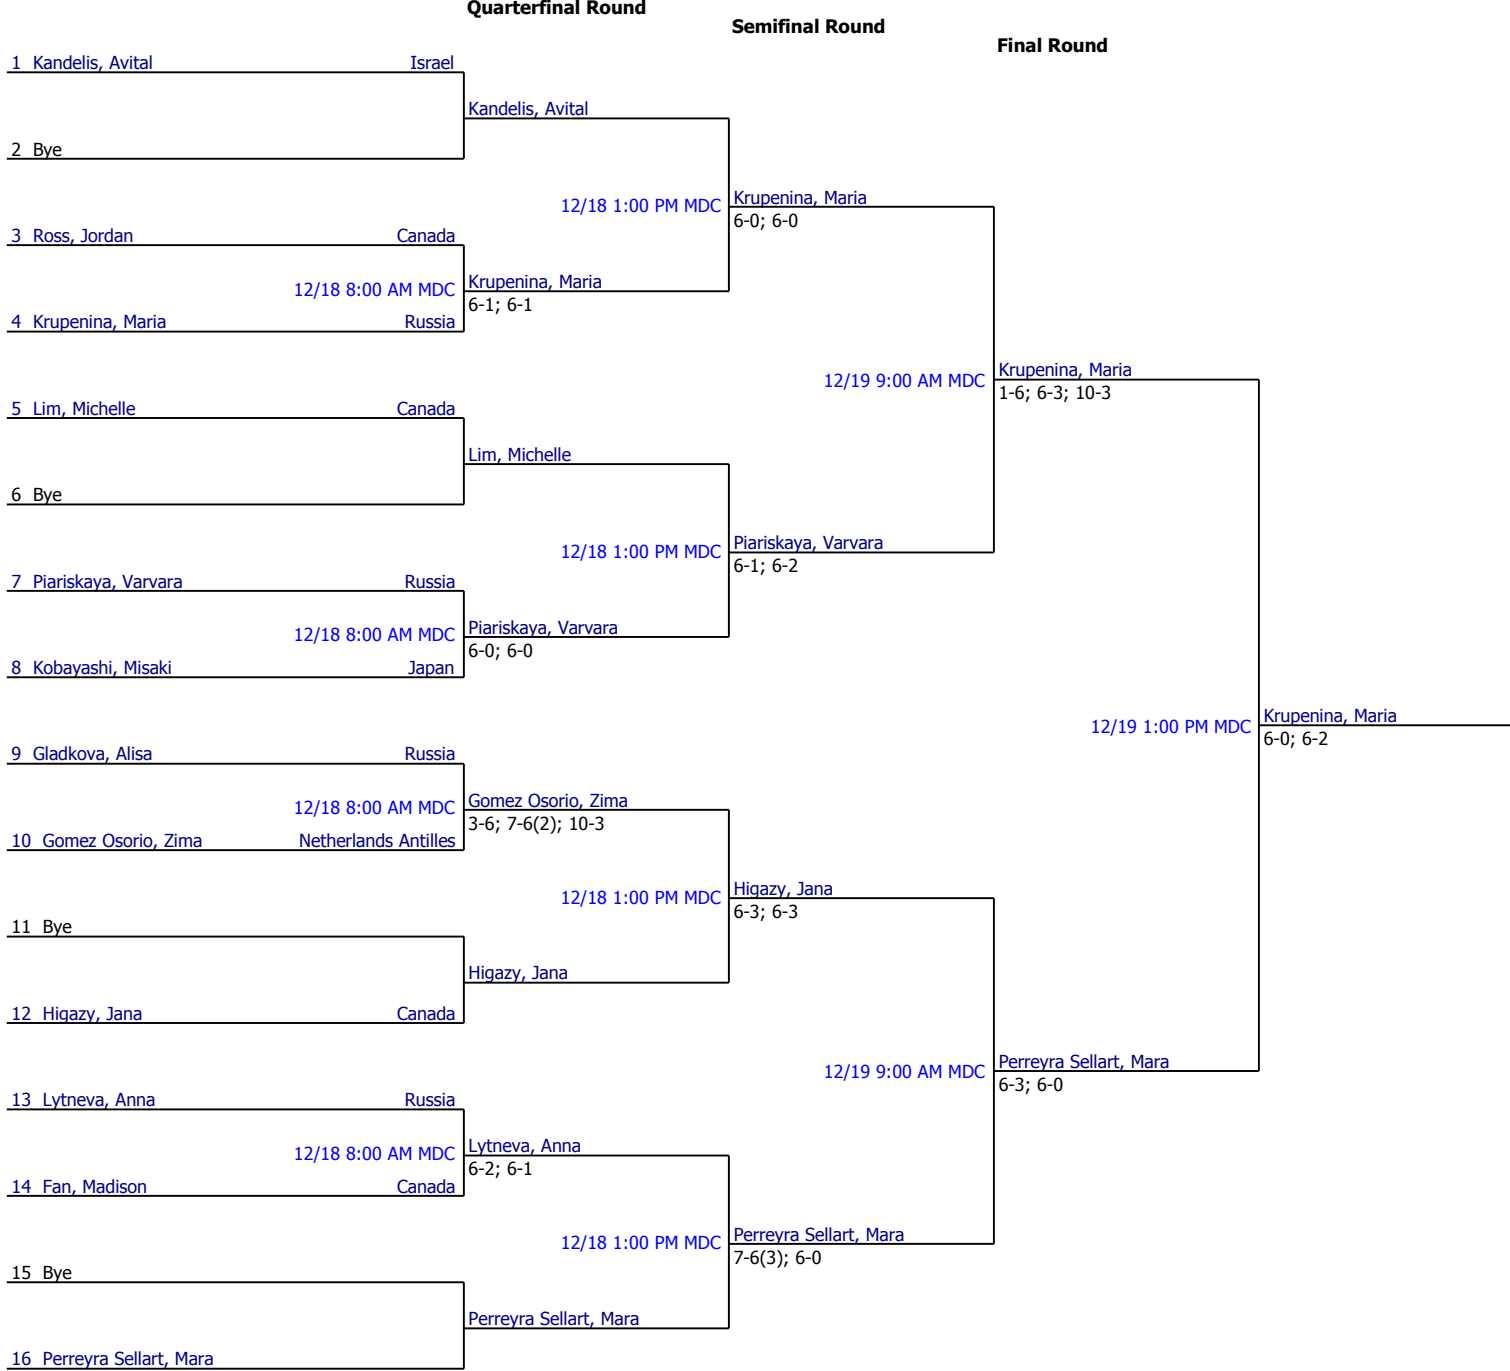 Quarterfinal Round
Semifinal Round
Final Round
1 Kandelis, Avital Israel
Kandelis, Avital
2 Bye
12/18 1:00 PM MDC Krupenina, Maria
6-0; 6-0
3 Ross, Jordan Canada
12/18 8:00 AM MDC Krupenina, Maria
6-1; 6-1
4 Krupenina, Maria Russia
12/19 9:00 AM MDC Krupenina, Maria
1-6; 6-3; 10-3
5 Lim, Michelle Canada
Lim, Michelle
6 Bye
12/18 1:00 PM MDC Piariskaya, Varvara
6-1; 6-2
7 Piariskaya, Varvara Russia
12/18 8:00 AM MDC Piariskaya, Varvara
6-0; 6-0
8 Kobayashi, Misaki Japan
12/19 1:00 PM MDC Krupenina, Maria
6-0; 6-2
9 Gladkova, Alisa Russia
12/18 8:00 AM MDC Gomez Osorio, Zima
3-6; 7-6(2); 10-3
10 Gomez Osorio, Zima Netherlands Antilles
12/18 1:00 PM MDC Higazy, Jana
6-3; 6-3
11 Bye
Higazy, Jana
12 Higazy, Jana Canada
12/19 9:00 AM MDC Perreyra Sellart, Mara
6-3; 6-0
13 Lytneva, Anna Russia
12/18 8:00 AM MDC Lytneva, Anna
6-2; 6-1
14 Fan, Madison Canada
12/18 1:00 PM MDC Perreyra Sellart, Mara
7-6(3); 6-0
15 Bye
Perreyra Sellart, Mara
16 Perreyra Sellart, Mara